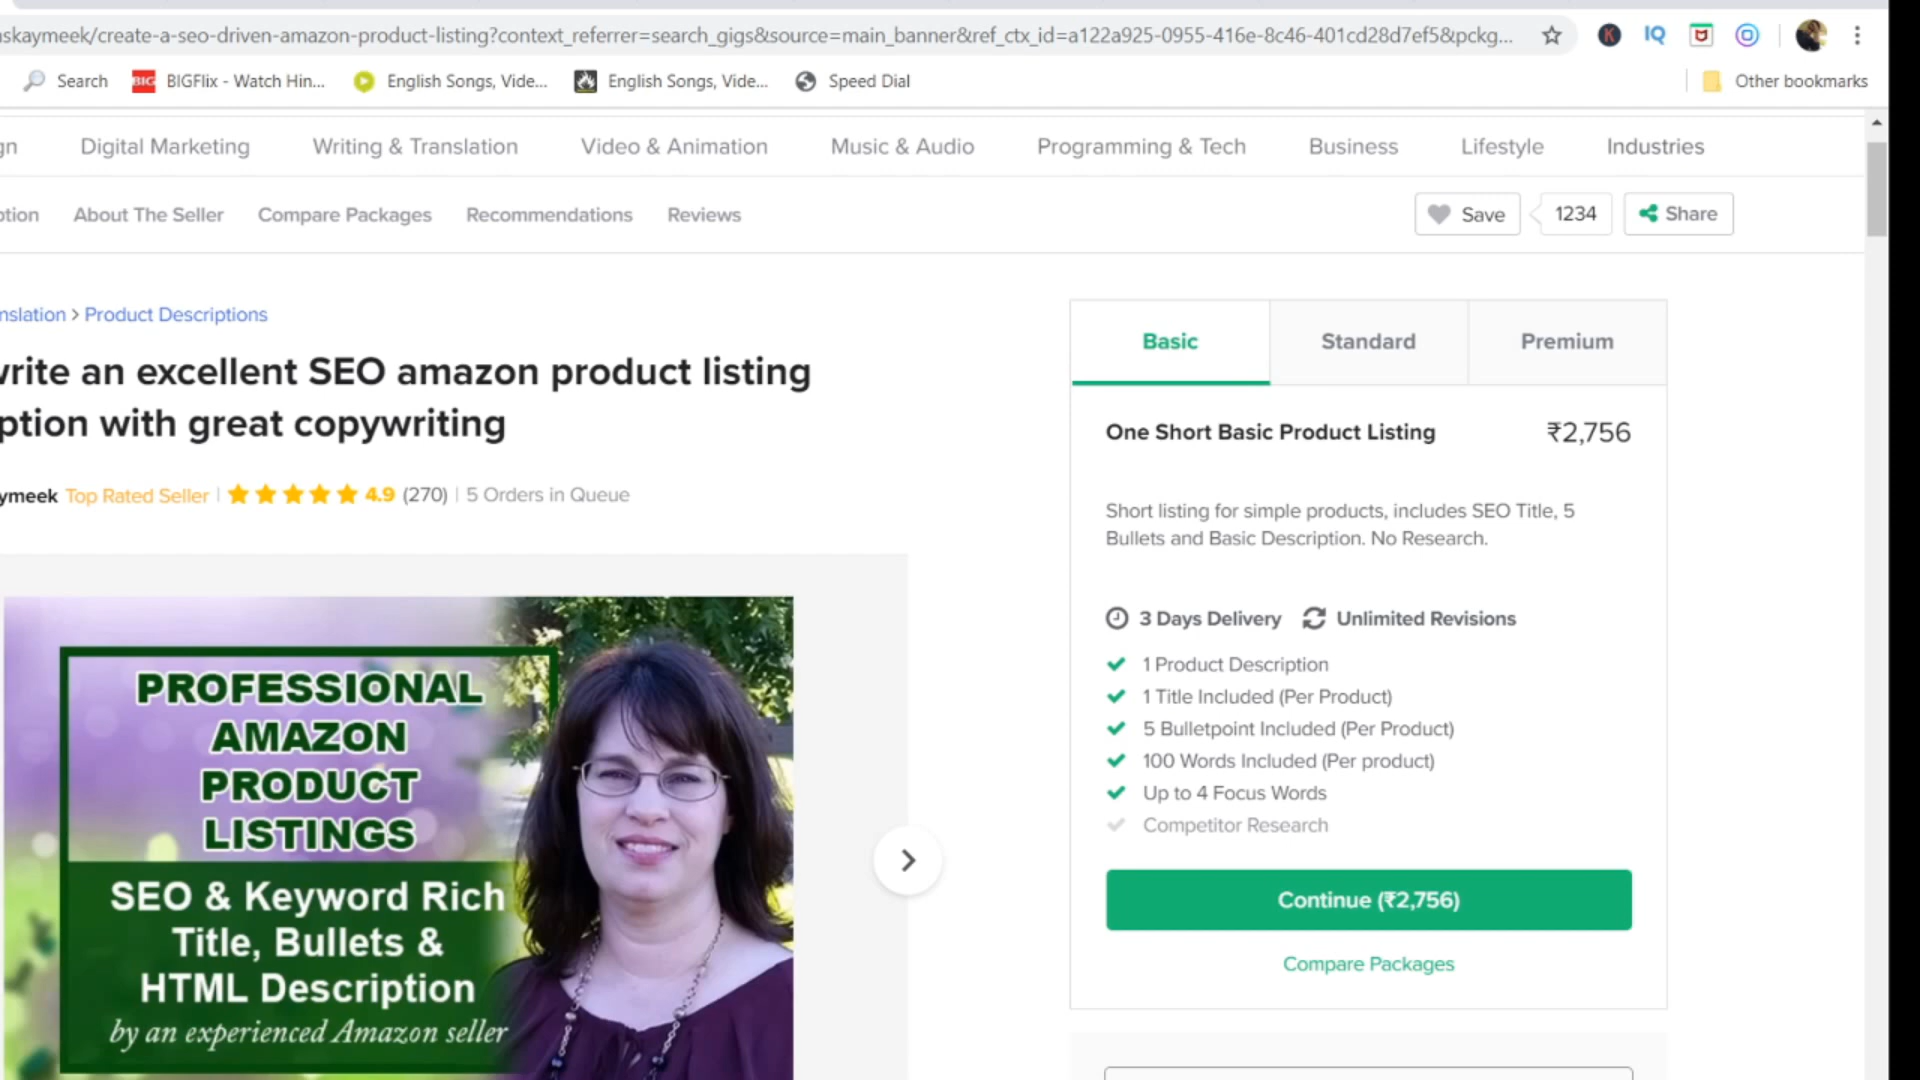 skaymeek/create-a-seo-driven-amazon-product-listing?context_referrer=search_gigs&source=main_banner&ref_ctx_id=a122a925-0955-416e-8c46-401cd28d7ef5&pckg...
Search BIG BIGFlix - Watch Hin... English Songs, Vide... English Songs, Vide... Speed Dial Other bookmarks
gn Digital Marketing Writing & Translation Video & Animation Music & Audio Programming & Tech Business Lifestyle Industries
ption About The Seller Compare Packages Recommendations Reviews Save 1234 Share
nslation > Product Descriptions
write an excellent SEO amazon product listing
ption with great copywriting
ymeek Top Rated Seller | 4.9 (270) | 5 Orders in Queue
PROFESSIONAL
AMAZON
PRODUCT
LISTINGS
SEO & Keyword Rich
Title, Bullets &
HTML Description
by an experienced Amazon seller
Basic Standard Premium
One Short Basic Product Listing ₹2,756
Short listing for simple products, includes SEO Title, 5
Bullets and Basic Description. No Research.
3 Days Delivery Unlimited Revisions
1 Product Description
1 Title Included (Per Product)
5 Bulletpoint Included (Per Product)
100 Words Included (Per product)
Up to 4 Focus Words
Competitor Research
Continue (₹2,756)
Compare Packages